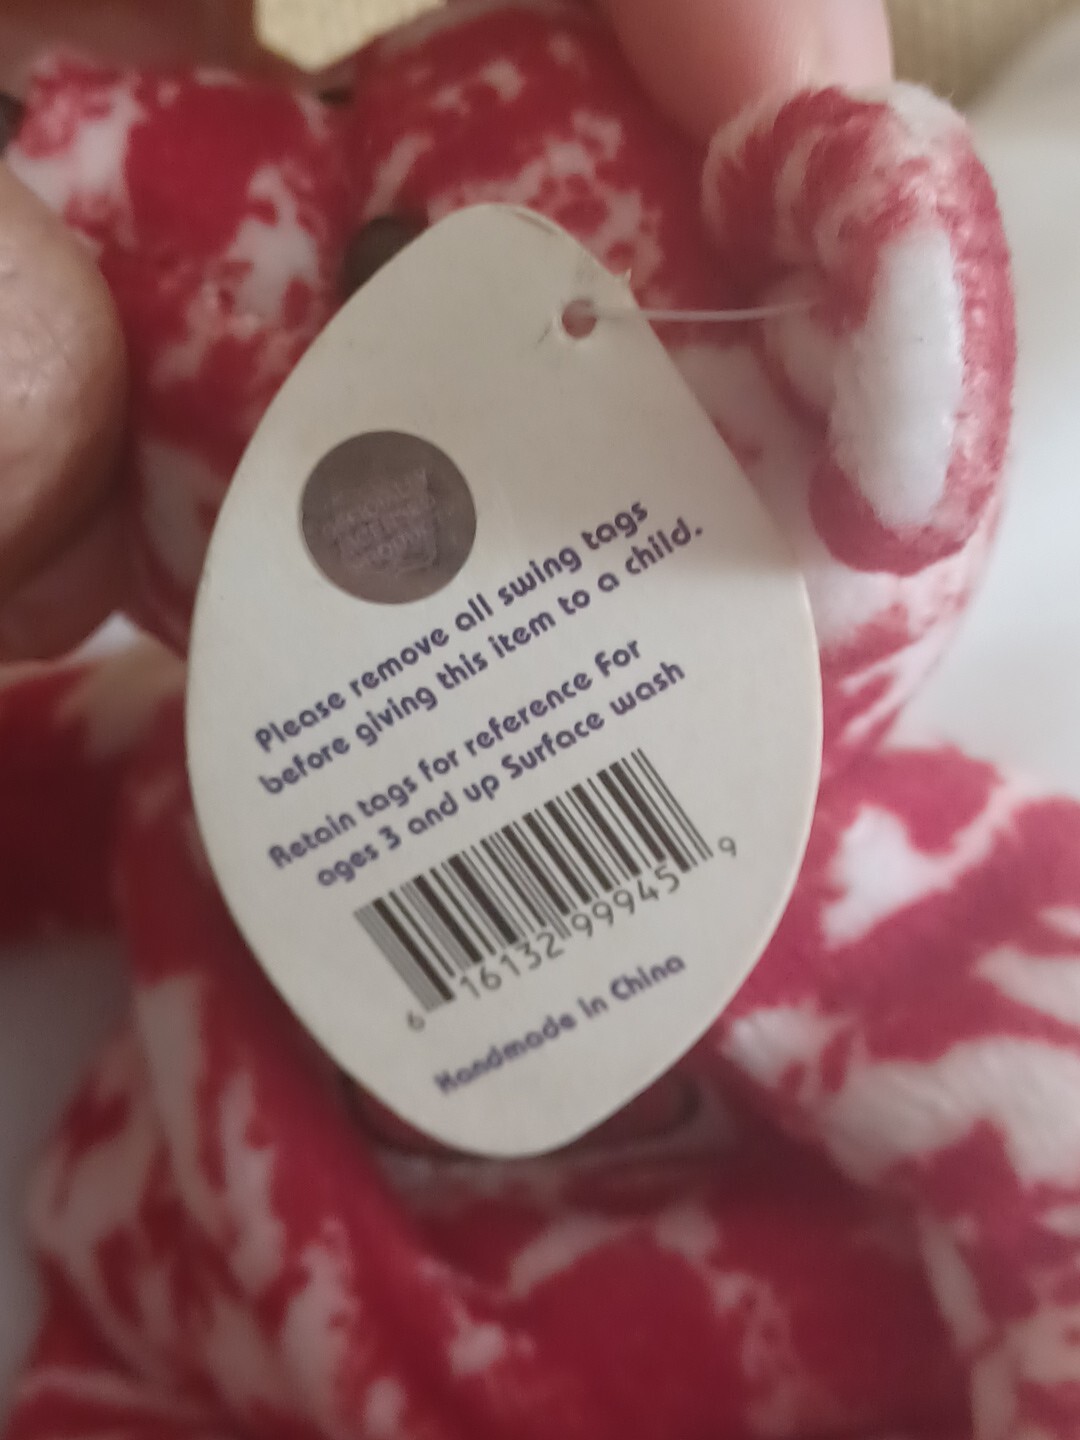 Please remove all swing tags
before giving this item to a child.
Retain tags for reference For
ages 3 and up Surface wash
6 16132 99945 9
Handmade in China